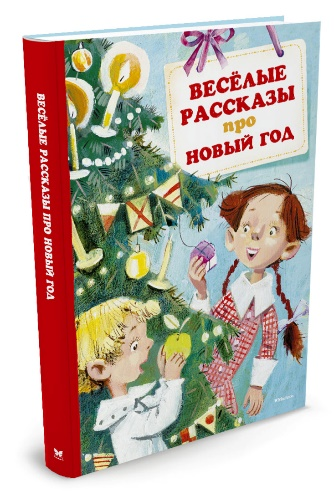 ВЕСЁЛЫЕ
РАССКАЗЫ
про
НОВЫЙ ГОД
ВЕСЁЛЫЕ РАССКАЗЫ ПРО НОВЫЙ ГОД